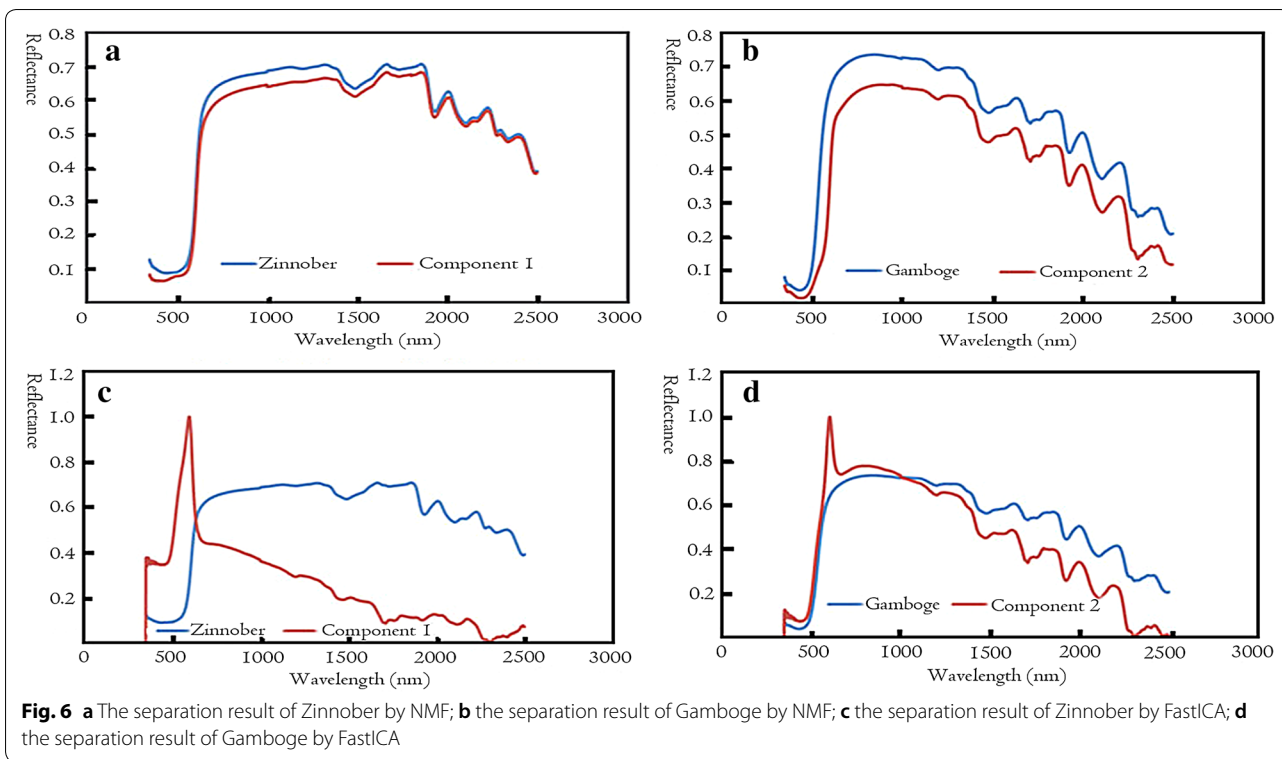 a
Reflectance
0.8
0.7
0.6
0.5
0.4
0.3
0.2
0.1
Zinnober Component I
0 500 1000 1500 2000 2500 3000
Wavelength (nm)
b
Reflectance
0.8
0.7
0.6
0.5
0.4
0.3
0.2
0.1
Gamboge Component 2
0 500 1000 1500 2000 2500 3000
Wavelength (nm)
c
Reflectance
1.2
1.0
0.8
0.6
0.4
0.2
Zinnober Component I
0 500 1000 1500 2000 2500 3000
Wavelength (nm)
d
Reflectance
1.2
1.0
0.8
0.6
0.4
0.2
Gamboge Component 2
0 500 1000 1500 2000 2500 3000
Wavelength (nm)
Fig. 6 a The separation result of Zinnober by NMF; b the separation result of Gamboge by NMF; c the separation result of Zinnober by FastICA; d
the separation result of Gamboge by FastICA